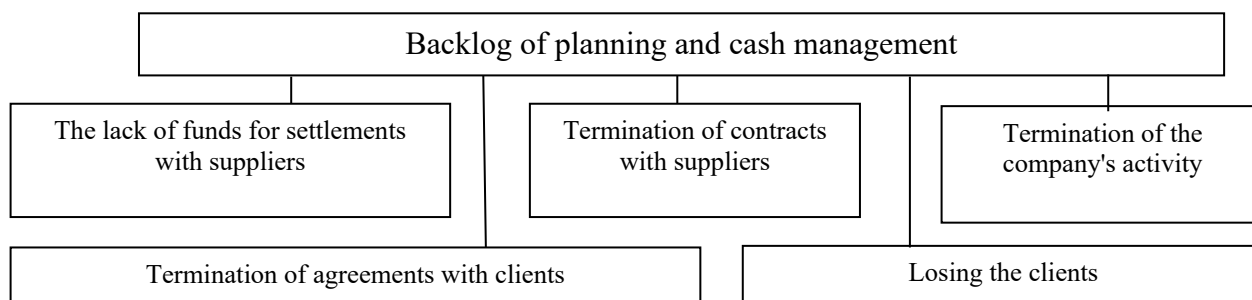 Backlog of planning and cash management
The lack of funds for settlements
with suppliers
Termination of contracts
with suppliers
Termination of the
company's activity
Termination of agreements with clients
Losing the clients